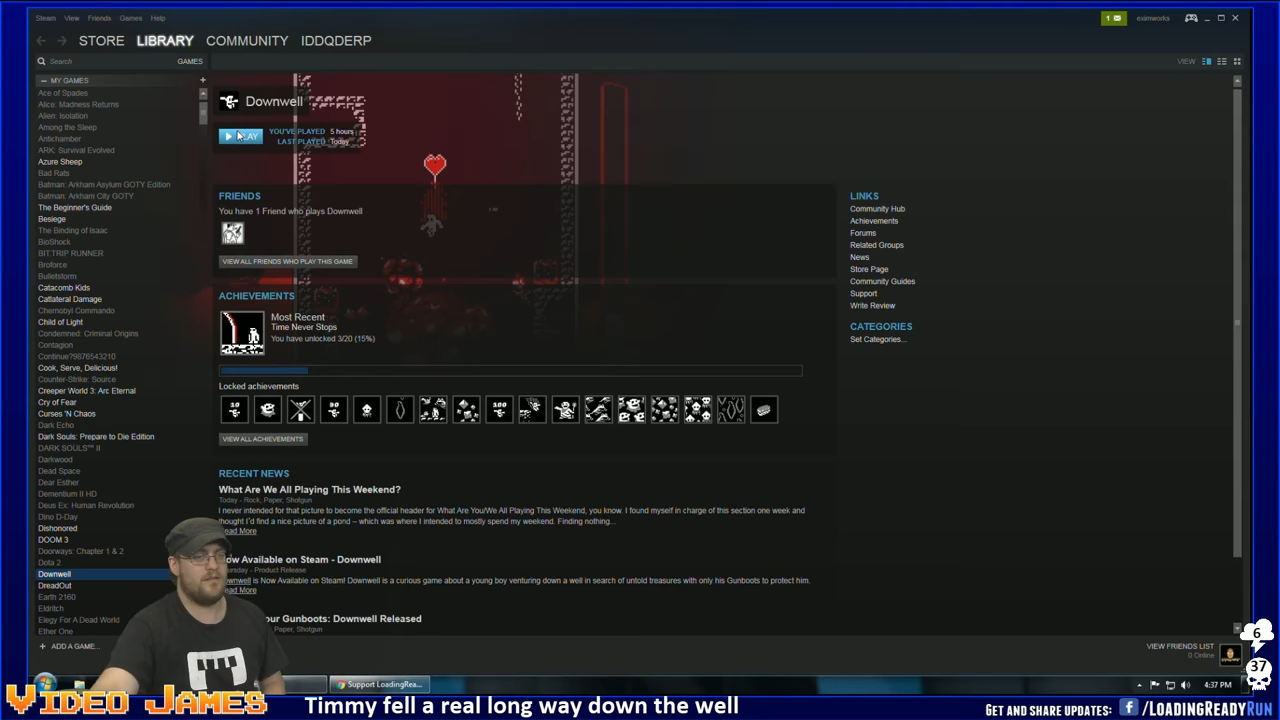 Steam View Friends Games Help
1 eximworks
STORE LIBRARY COMMUNITY IDDQDERP
Search GAMES VIEW
MY GAMES
Ace of Spades
Alice: Madness Returns
Alien: Isolation
Among the Sleep
Antichamber
ARK: Survival Evolved
Azure Sheep
Bad Rats
Batman: Arkham Asylum GOTY Edition
Batman: Arkham City GOTY
The Beginner's Guide
Besiege
The Binding of Isaac
BioShock
BIT.TRIP RUNNER
Broforce
Bulletstorm
Catacomb Kids
Catlateral Damage
Chernobyl Commando
Child of Light
Condemned: Criminal Origins
Contagion
Continue?9876543210
Cook, Serve, Delicious!
Counter-Strike: Source
Creeper World 3: Arc Eternal
Cry of Fear
Curses 'N Chaos
Dark Echo
Dark Souls: Prepare to Die Edition
DARK SOULS™ II
Darkwood
Dead Space
Dear Esther
Dementium II HD
Deus Ex: Human Revolution
Dino D-Day
Dishonored
DOOM 3
Doorways: Chapter 1 & 2
Dota 2
Downwell
DreadOut
Earth 2160
Eldritch
Elegy For A Dead World
Ether One
+ ADD A GAME...
Downwell
PLAY
YOU'VE PLAYED 5 hours
LAST PLAYED Today
FRIENDS
You have 1 Friend who plays Downwell
VIEW ALL FRIENDS WHO PLAY THIS GAME
ACHIEVEMENTS
Most Recent
Time Never Stops
You have unlocked 3/20 (15%)
Locked achievements
VIEW ALL ACHIEVEMENTS
RECENT NEWS
What Are We All Playing This Weekend?
Today - Rock, Paper, Shotgun
I never intended for that picture to become the official header for What Are You/We All Playing This Weekend, you know. I found myself in charge of this section one week and
thought I'd find a nice picture of a pond – which was where I intended to mostly spend my weekend. Finding nothing...
Read More
ow Available on Steam - Downwell
ursday - Product Release
ownwell is Now Available on Steam! Downwell is a curious game about a young boy venturing down a well in search of untold treasures with only his Gunboots to protect him.
ead More
our Gunboots: Downwell Released
Rock, Paper, Shotgun
LINKS
Community Hub
Achievements
Forums
Related Groups
News
Store Page
Community Guides
Support
Write Review
CATEGORIES
Set Categories...
VIEW FRIENDS LIST
0 Online
6
37
Support LoadingRea...
4:37 PM
VIDEO JAMES
Timmy fell a real long way down the well
GET AND SHARE UPDATES: f /LOADINGREADYRUN